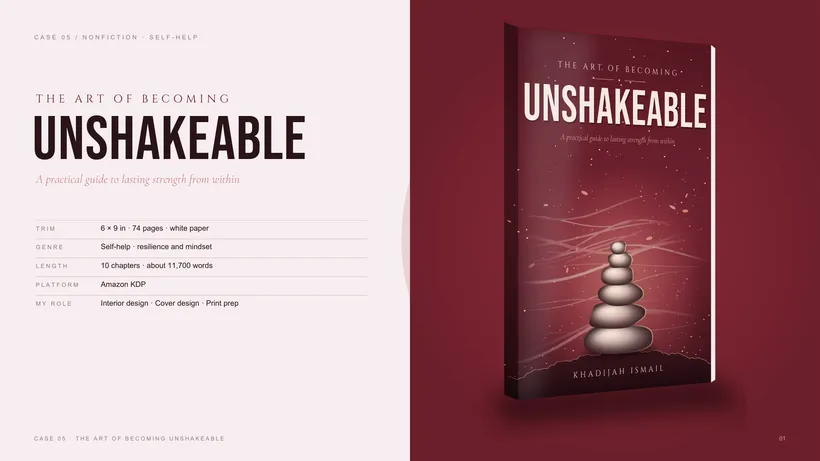 CASE 05 / NONFICTION · SELF-HELP
THE ART OF BECOMING
UNSHAKEABLE
A practical guide to lasting strength from within
TRIM 6 × 9 in · 74 pages · white paper
GENRE Self-help · resilience and mindset
LENGTH 10 chapters · about 11,700 words
PLATFORM Amazon KDP
MY ROLE Interior design · Cover design · Print prep
CASE 05 · THE ART OF BECOMING UNSHAKEABLE
THE ART OF BECOMING
UNSHAKEABLE
A practical guide to lasting strength from within
KHADIJAH ISMAIL
01